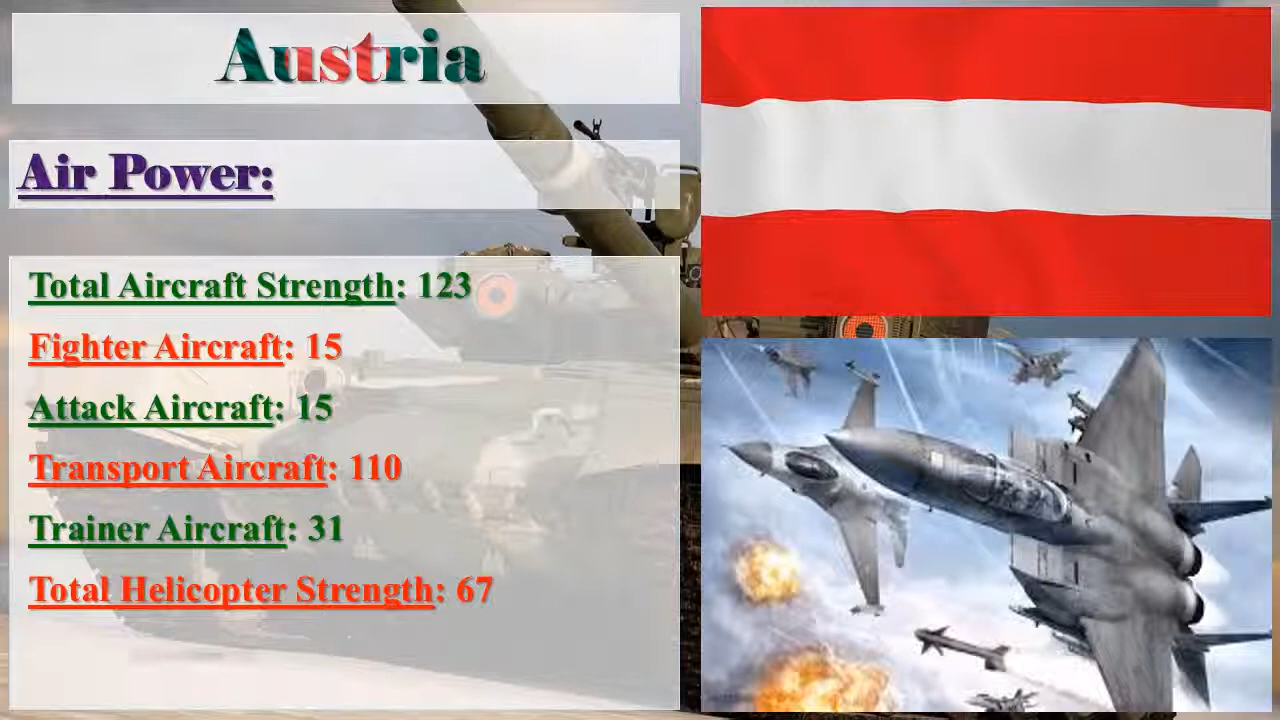 Austria
Air Power:
Total Aircraft Strength: 123
Fighter Aircraft: 15
Attack Aircraft: 15
Transport Aircraft: 110
Trainer Aircraft: 31
Total Helicopter Strength: 67